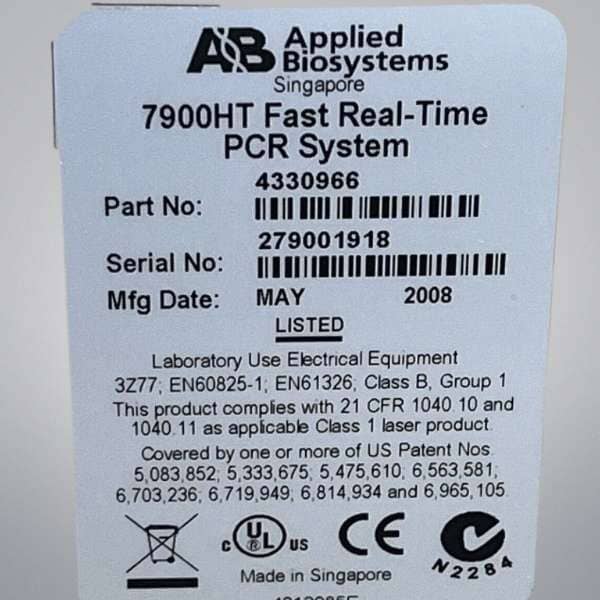 AB Applied
Biosystems
Singapore
7900HT Fast Real-Time
PCR System
4330966
Part No:
279001918
Serial No:
Mfg Date: MAY 2008
LISTED
Laboratory Use Electrical Equipment
3Z77; EN60825-1; EN61326; Class B, Group 1
This product complies with 21 CFR 1040.10 and
1040.11 as applicable Class 1 laser product.
Covered by one or more of US Patent Nos.
5,083,852; 5,333,675; 5,475,610; 6,563,581;
6,703,236; 6,719,949; 6,814,934 and 6,965,105.
c UL US CE N2284
Made in Singapore